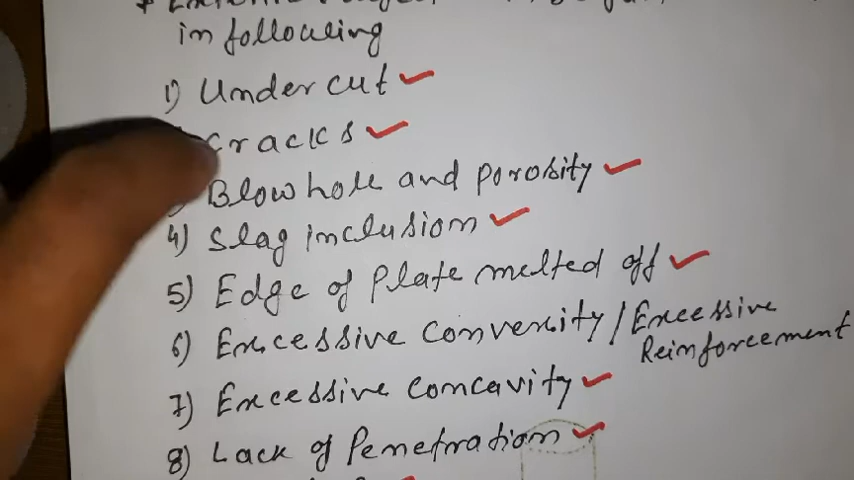 in following
1) Undercut
cracks
Blowhole and porosity
4) Slag inclusion
5) Edge of Plate melted off
6) Excessive convexity / Excessive
Reinforcement
7) Excessive concavity
8) Lack of Penetration